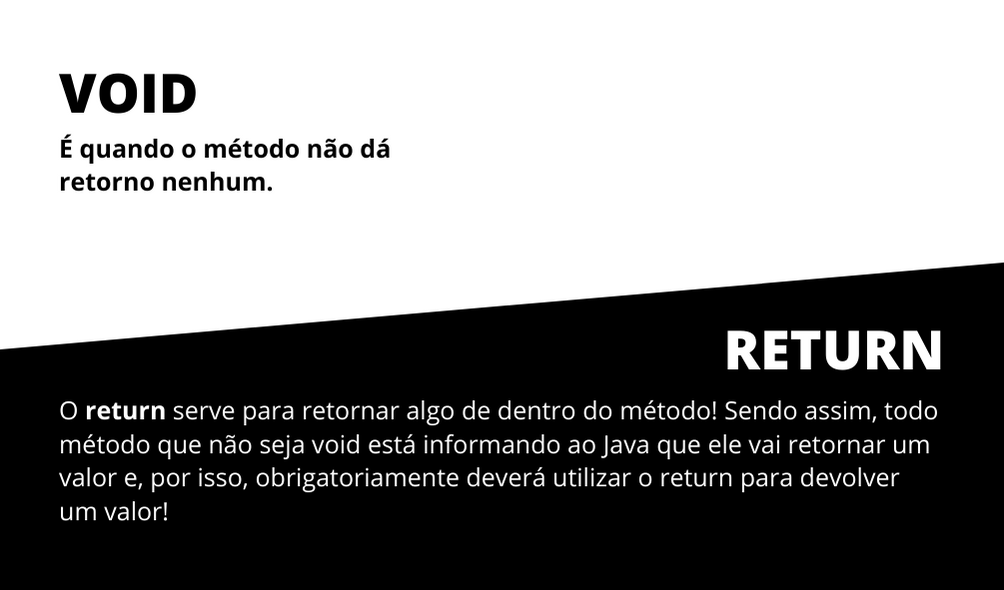 VOID
É quando o método não dá
retorno nenhum.
RETURN
O return serve para retornar algo de dentro do método! Sendo assim, todo
método que não seja void está informando ao Java que ele vai retornar um
valor e, por isso, obrigatoriamente deverá utilizar o return para devolver
um valor!